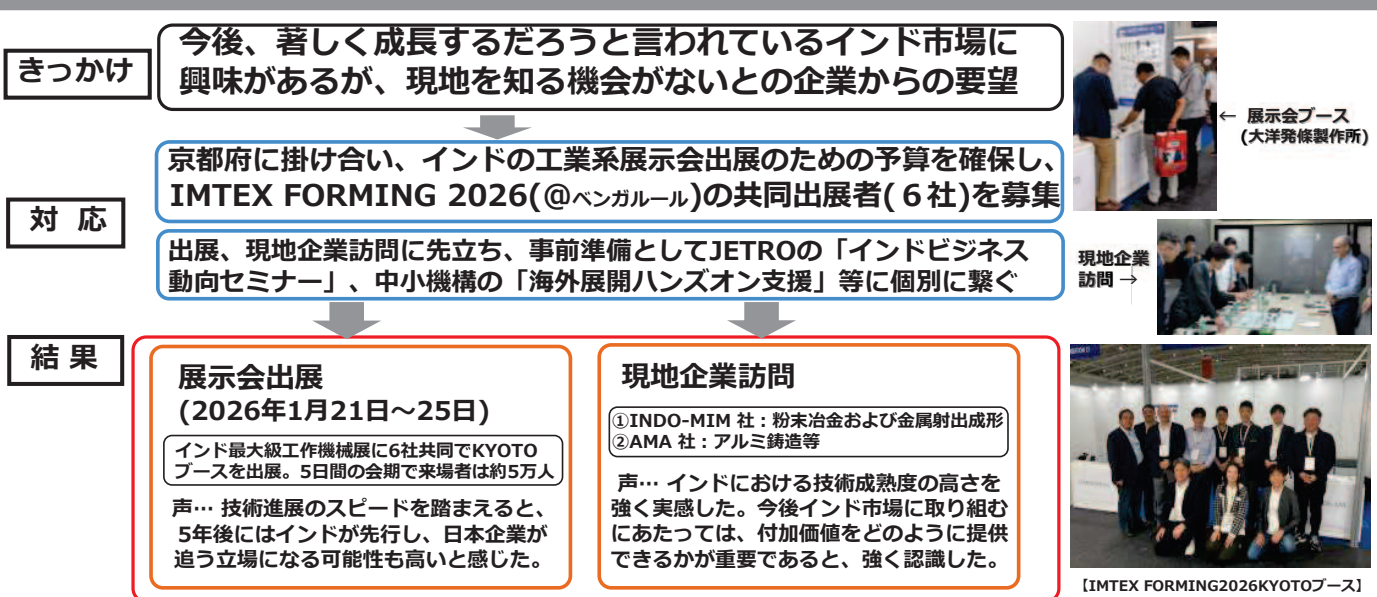 きっかけ
今後、著しく成長するだろうと言われているインド市場に
興味があるが、現地を知る機会がないとの企業からの要望
← 展示会ブース
(大洋発條製作所)
対 応
京都府に掛け合い、インドの工業系展示会出展のための予算を確保し、
IMTEX FORMING 2026(@ベンガルール)の共同出展者(６社)を募集
出展、現地企業訪問に先立ち、事前準備としてJETROの「インドビジネス
動向セミナー」、中小機構の「海外展開ハンズオン支援」等に個別に繋ぐ
現地企業
訪問 →
結 果
展示会出展
(2026年1月21日～25日)
インド最大級工作機械展に6社共同でKYOTO
ブースを出展。5日間の会期で来場者は約5万人
声… 技術進展のスピードを踏まえると、
5年後にはインドが先行し、日本企業が
追う立場になる可能性も高いと感じた。
現地企業訪問
①INDO-MIM 社：粉末冶金および金属射出成形
②AMA 社：アルミ鋳造等
声… インドにおける技術成熟度の高さを
強く実感した。今後インド市場に取り組む
にあたっては、付加価値をどのように提供
できるかが重要であると、強く認識した。
【IMTEX FORMING2026KYOTOブース】